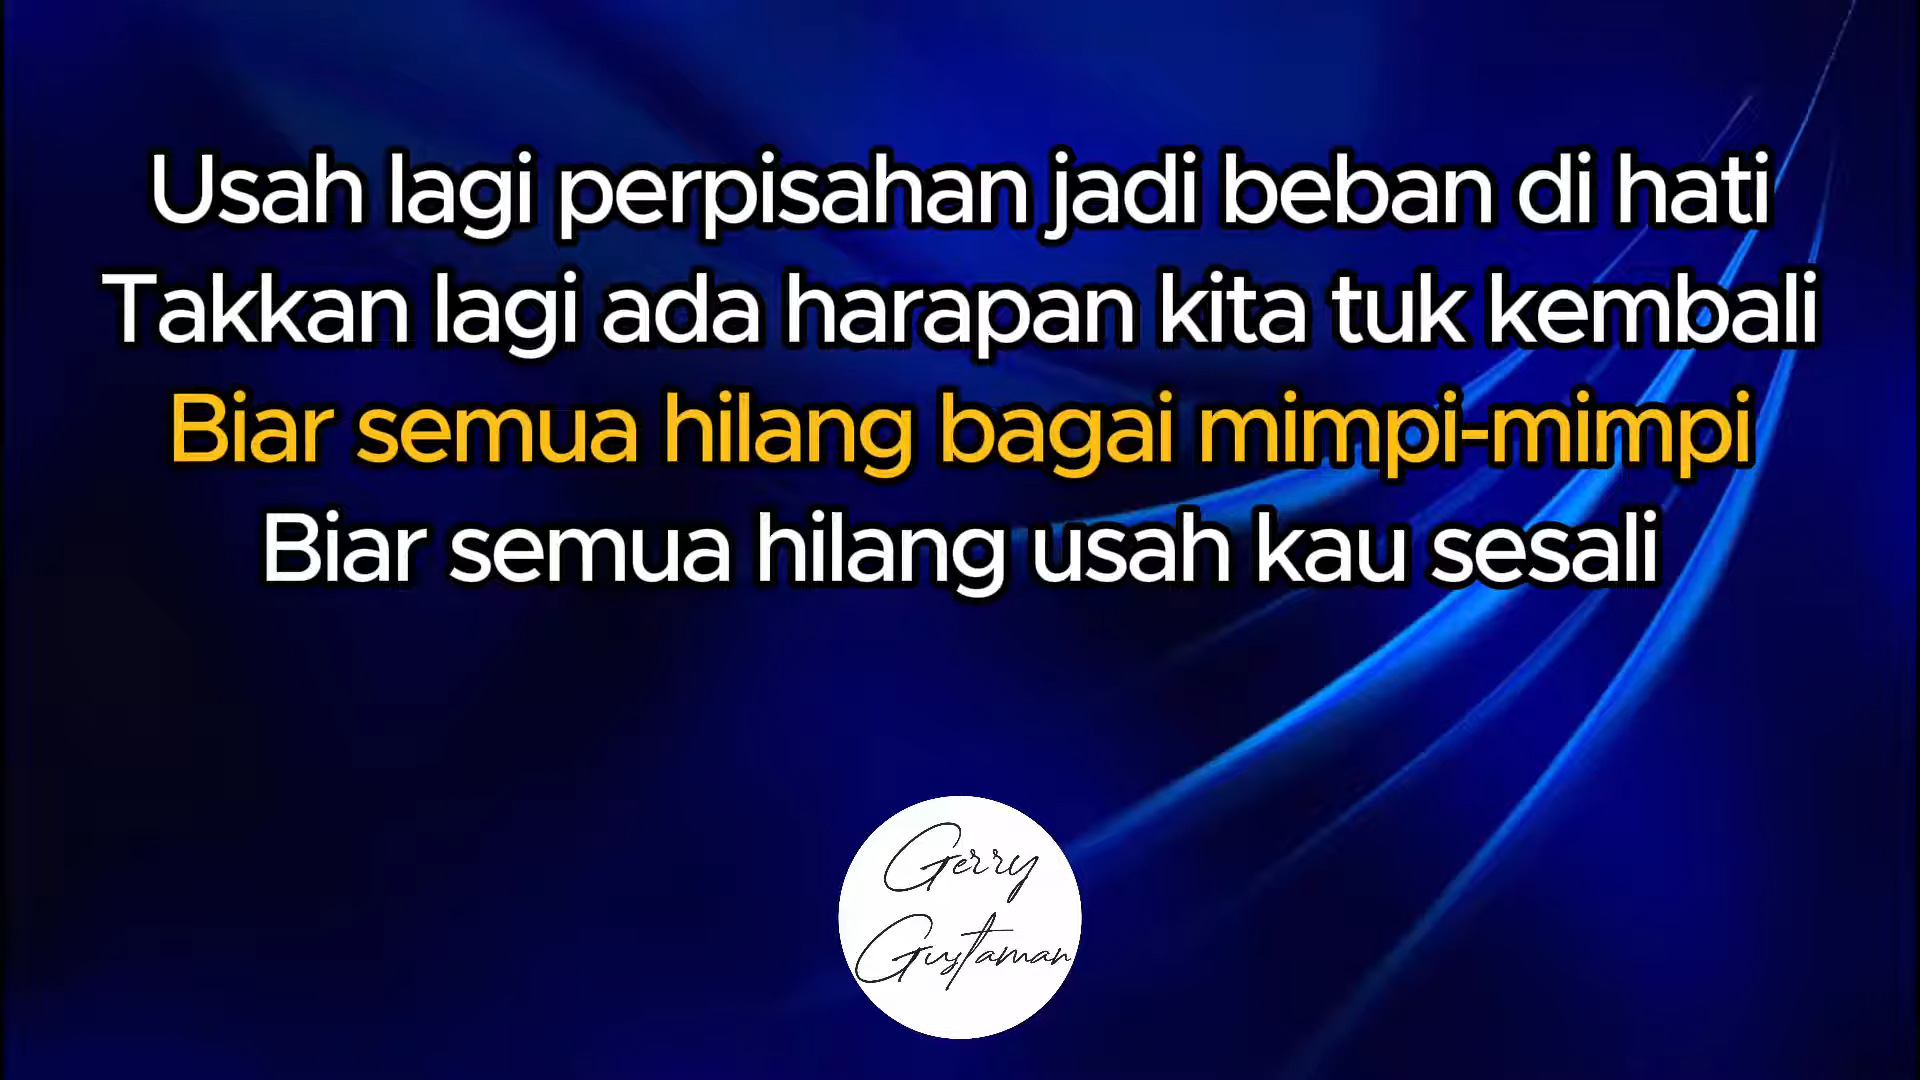 Usah lagi perpisahan jadi beban di hati
Takkan lagi ada harapan kita tuk kembali
Biar semua hilang bagai mimpi-mimpi
Biar semua hilang usah kau sesali
Gerry
Gustaman